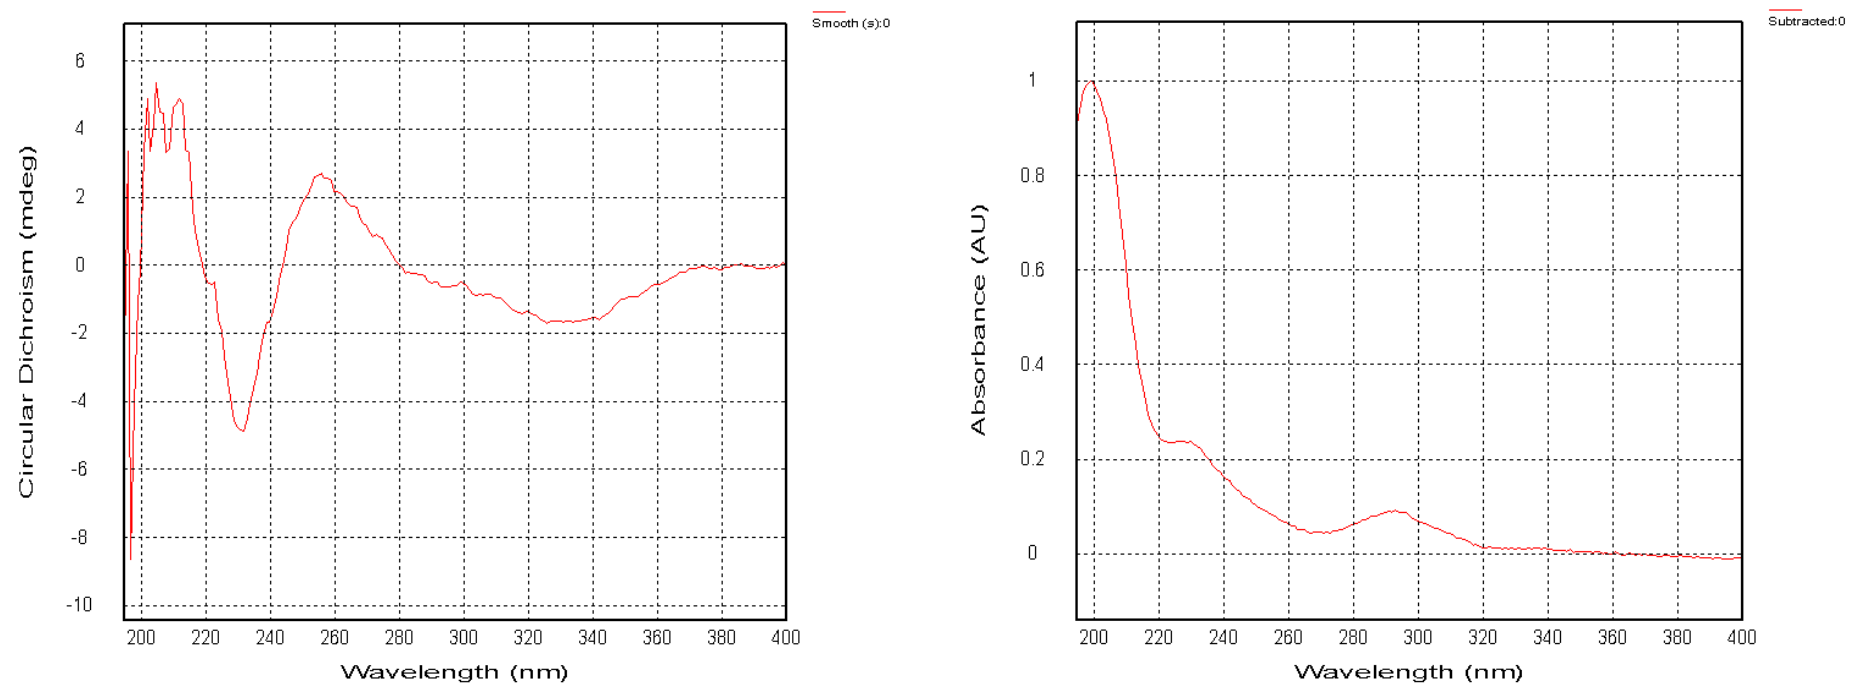 Smooth (s):0
Circular Dichroism (mdeg)
6
4
2
0
-2
-4
-6
-8
-10
200 220 240 260 280 300 320 340 360 380 400
Wavelength (nm)
Subtracted:0
Absorbance (AU)
1
0.8
0.6
0.4
0.2
0
200 220 240 260 280 300 320 340 360 380 400
Wavelength (nm)